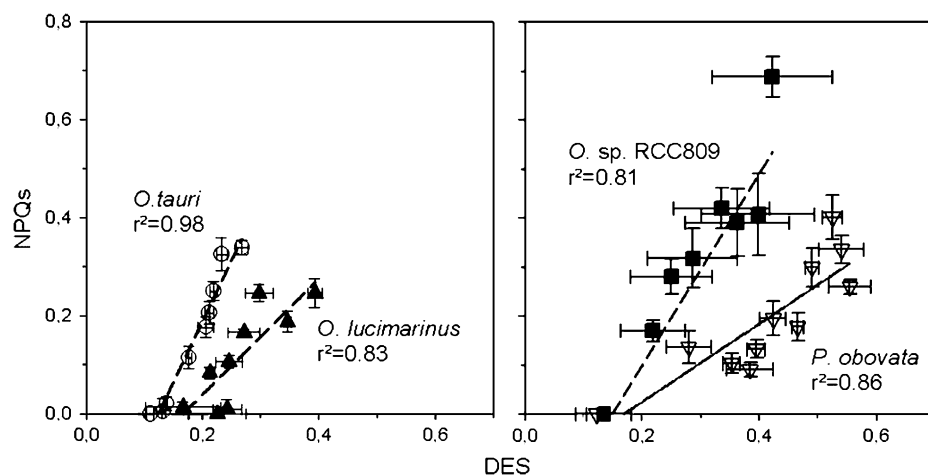 0,8
0,6
0,4
0,2
0.0
NPQs
O.tauri
r²=0.98
O. lucimarinus
r²=0.83
0.0 0,2 0,4 0,6
O. sp. RCC809
r²=0.81
P. obovata
r²=0.86
0,2 0,4 0,6
DES